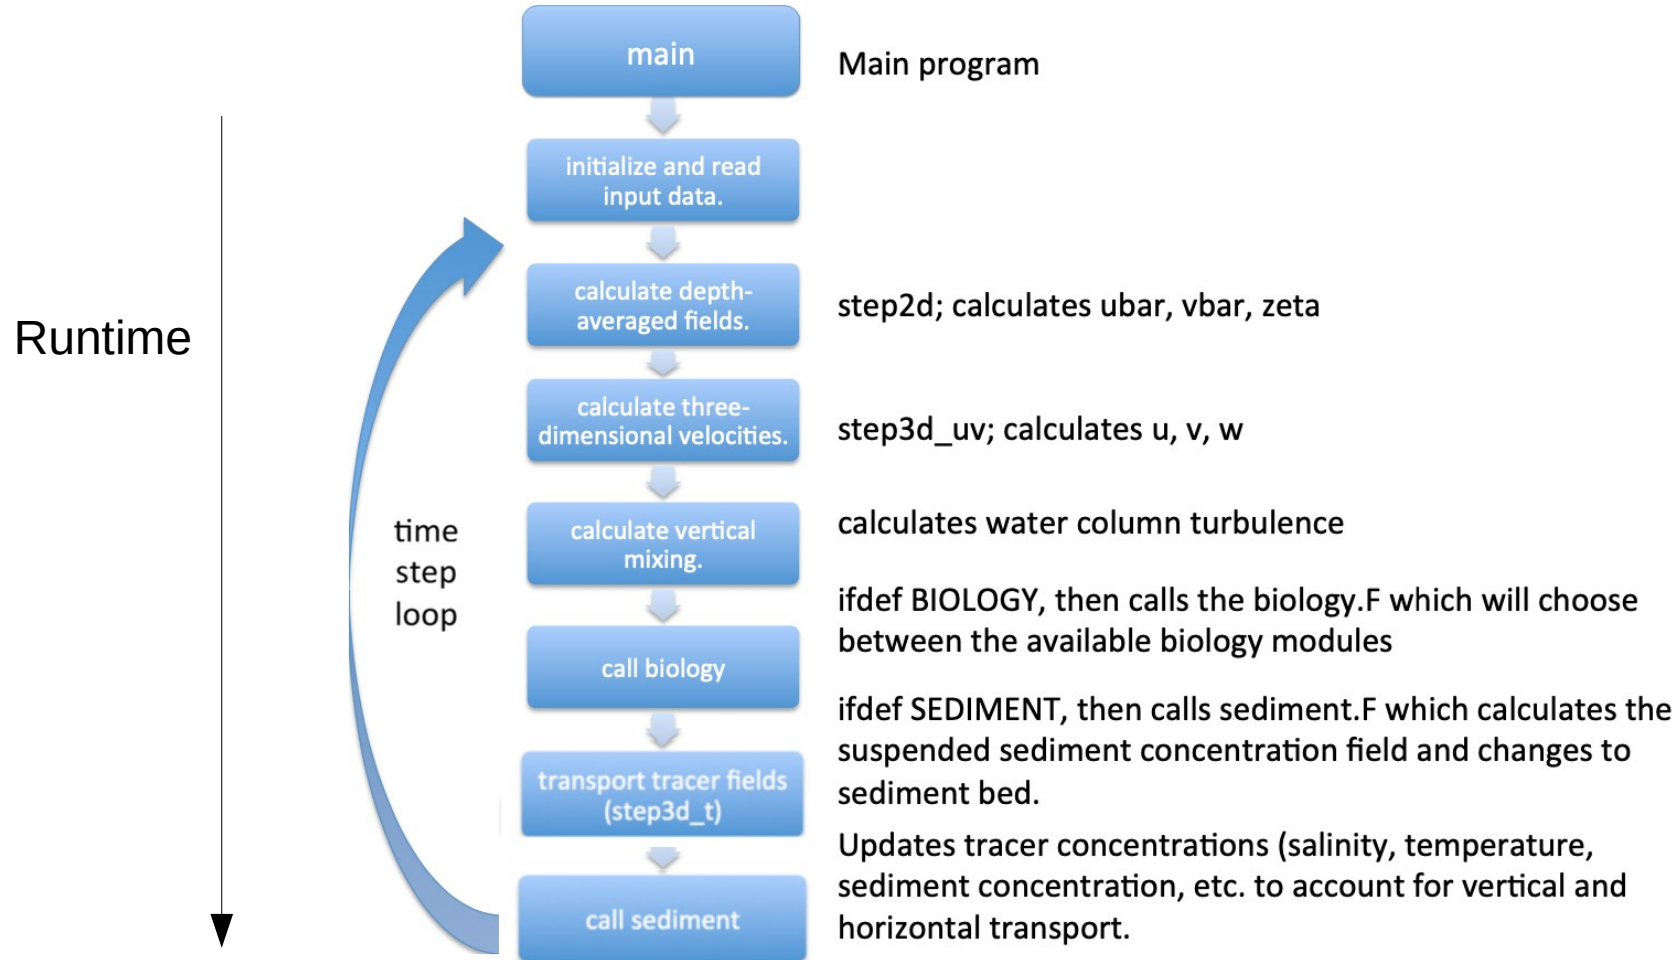 main
Main program
initialize and read
input data.
Runtime
time
step
loop
calculate depth-
averaged fields.
step2d; calculates ubar, vbar, zeta
calculate three-
dimensional velocities.
step3d_uv; calculates u, v, w
calculate vertical
mixing.
calculates water column turbulence
call biology
ifdef BIOLOGY, then calls the biology.F which will choose
between the available biology modules
transport tracer fields
(step3d_t)
ifdef SEDIMENT, then calls sediment.F which calculates the
suspended sediment concentration field and changes to
sediment bed.
call sediment
Updates tracer concentrations (salinity, temperature,
sediment concentration, etc. to account for vertical and
horizontal transport.